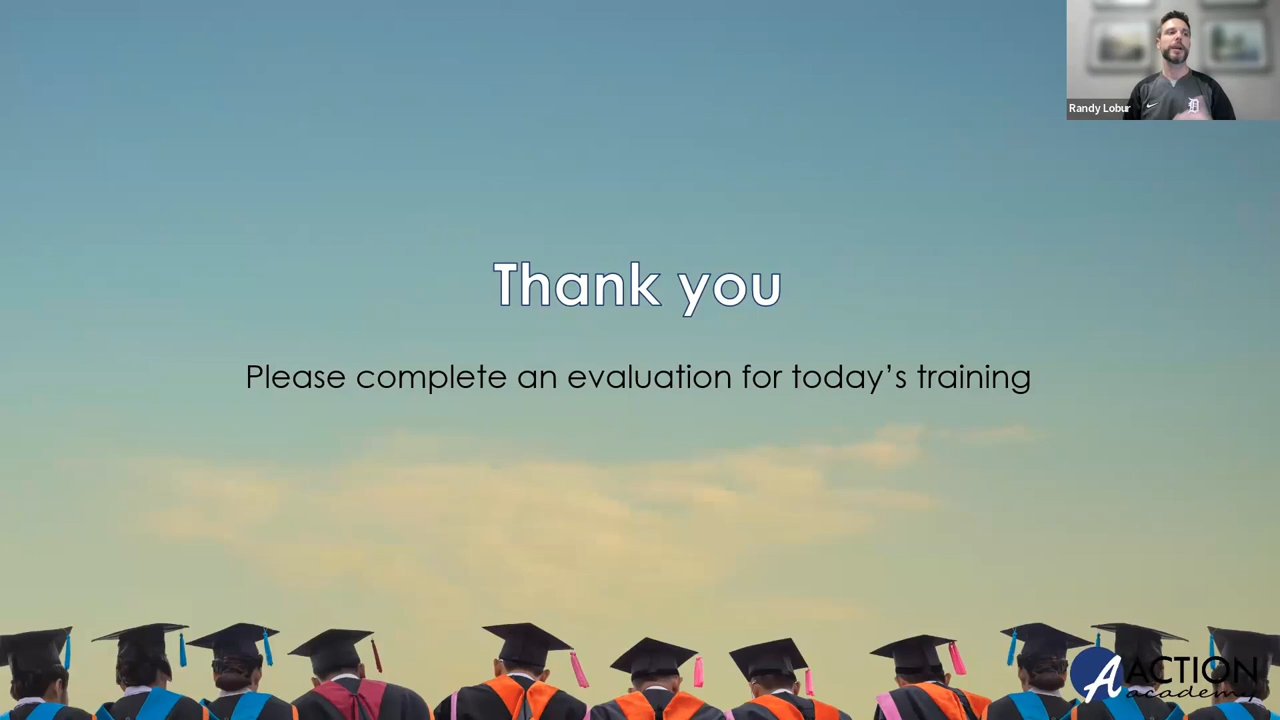 Randy Lobur
Thank you
Please complete an evaluation for today's training
A ACTION
academy